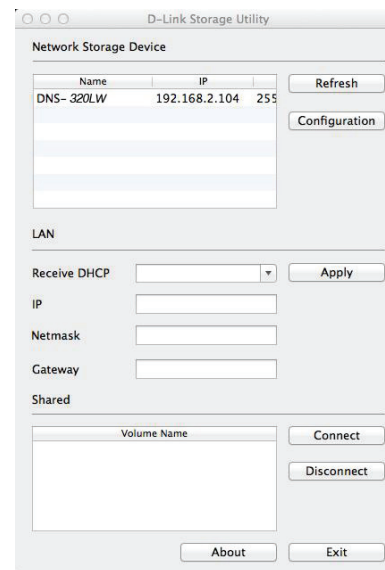 D-Link Storage Utility
Network Storage Device
Name IP
Refresh
DNS- 320LW 192.168.2.104 255
Configuration
LAN
Receive DHCP Apply
IP
Netmask
Gateway
Shared
Volume Name Connect
Disconnect
About Exit